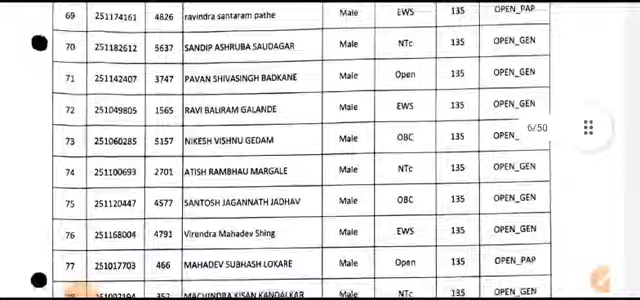 69 251174161 4826 ravindra santaram pathe Male EWS 135 OPEN_PAP
70 251182612 5637 SANDIP ASHRUBA SAUDAGAR Male NTc 135 OPEN_GEN
71 251142407 3747 PAVAN SHIVASINGH BADKANE Male Open 135 OPEN_GEN
72 251049805 1565 RAVI BALIRAM GALANDE Male EWS 135 OPEN_GEN
73 251060285 5157 NIKESH VISHNU GEDAM Male OBC 135 OPEN_ 6/50
74 251100693 2701 ATISH RAMBHAU MARGALE Male NTc 135 OPEN_GEN
75 251120447 4577 SANTOSH JAGANNATH JADHAV Male OBC 135 OPEN_GEN
76 251168004 4791 Virendra Mahadev Shing Male EWS 135 OPEN_GEN
77 251017703 466 MAHADEV SUBHASH LOKARE Male Open 135 OPEN_PAP
251002194 352 MACHINDRA KISAN KANDALKAR Male NTc 135 OPEN_GEN